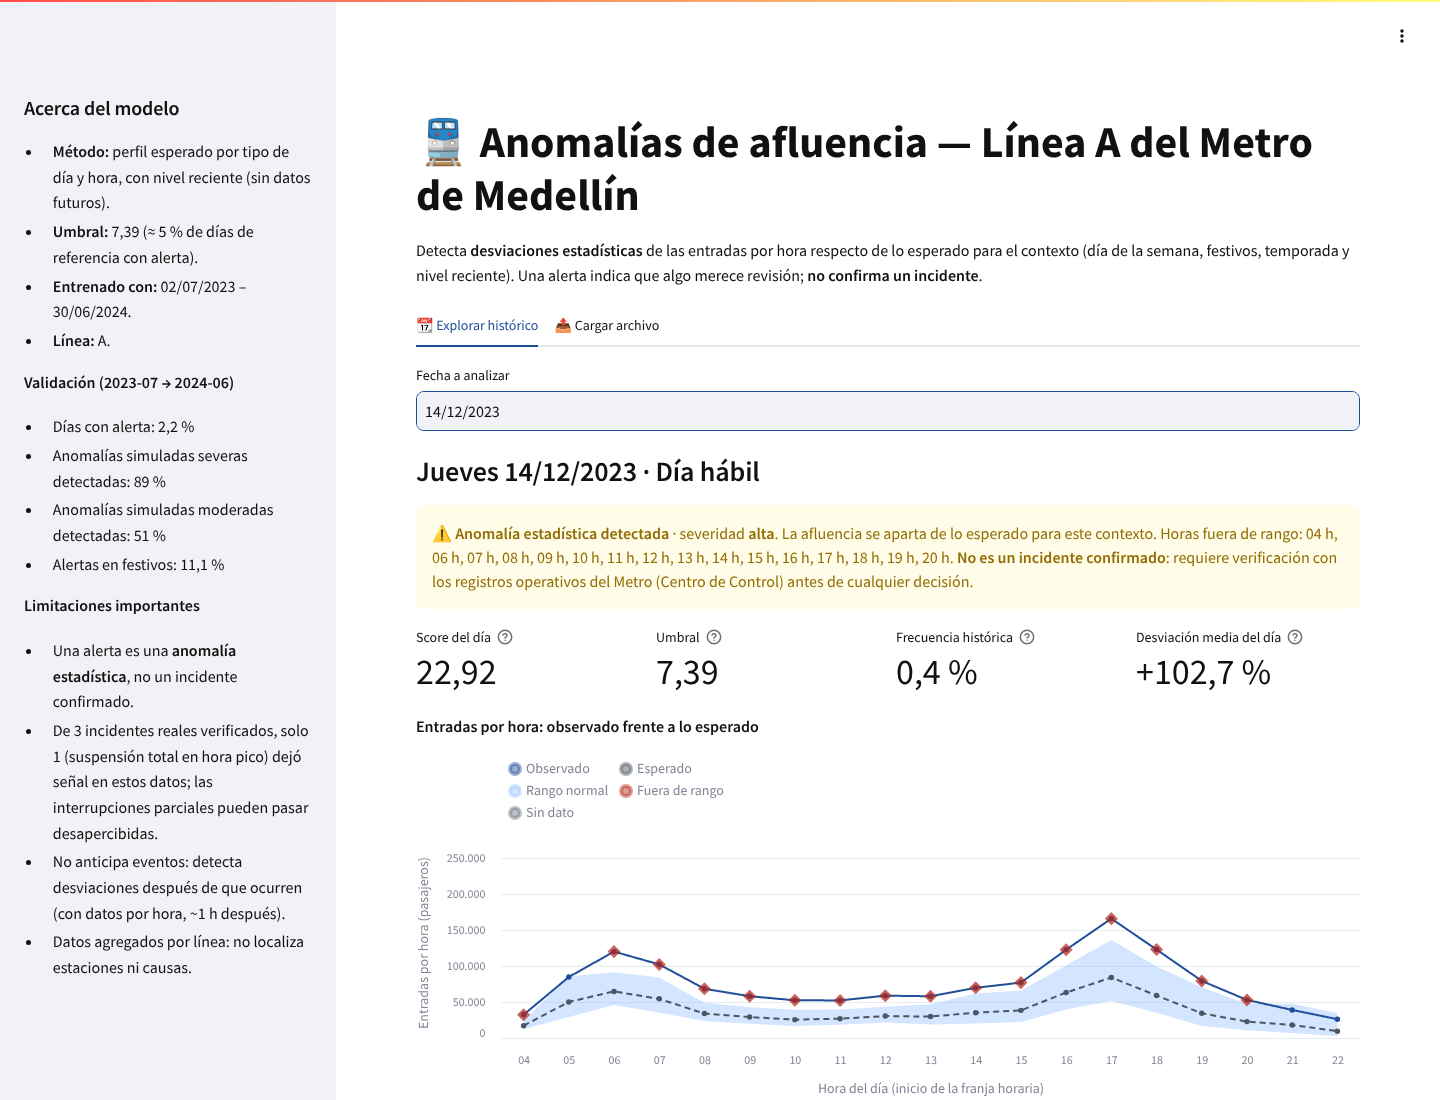 Acerca del modelo
• Método: perfil esperado por tipo de
día y hora, con nivel reciente (sin datos
futuros).
• Umbral: 7,39 (≈ 5 % de días de
referencia con alerta).
• Entrenado con: 02/07/2023 –
30/06/2024.
• Línea: A.
Validación (2023-07 → 2024-06)
• Días con alerta: 2,2 %
• Anomalías simuladas severas
detectadas: 89 %
• Anomalías simuladas moderadas
detectadas: 51 %
• Alertas en festivos: 11,1 %
Limitaciones importantes
• Una alerta es una anomalía
estadística, no un incidente
confirmado.
• De 3 incidentes reales verificados, solo
1 (suspensión total en hora pico) dejó
señal en estos datos; las
interrupciones parciales pueden pasar
desapercibidas.
• No anticipa eventos: detecta
desviaciones después de que ocurren
(con datos por hora, ~1 h después).
• Datos agregados por línea: no localiza
estaciones ni causas.
Anomalías de afluencia — Línea A del Metro
de Medellín
Detecta desviaciones estadísticas de las entradas por hora respecto de lo esperado para el contexto (día de la semana, festivos, temporada y
nivel reciente). Una alerta indica que algo merece revisión; no confirma un incidente.
Explorar histórico Cargar archivo
Fecha a analizar
14/12/2023
Jueves 14/12/2023 · Día hábil
⚠️ Anomalía estadística detectada · severidad alta. La afluencia se aparta de lo esperado para este contexto. Horas fuera de rango: 04 h,
06 h, 07 h, 08 h, 09 h, 10 h, 11 h, 12 h, 13 h, 14 h, 15 h, 16 h, 17 h, 18 h, 19 h, 20 h. No es un incidente confirmado: requiere verificación con
los registros operativos del Metro (Centro de Control) antes de cualquier decisión.
Score del día Umbral Frecuencia histórica Desviación media del día
22,92 7,39 0,4 % +102,7 %
Entradas por hora: observado frente a lo esperado
Observado Esperado
Rango normal Fuera de rango
Sin dato
Entradas por hora (pasajeros)
250.000
200.000
150.000
100.000
50.000
0
04 05 06 07 08 09 10 11 12 13 14 15 16 17 18 19 20 21 22
Hora del día (inicio de la franja horaria)